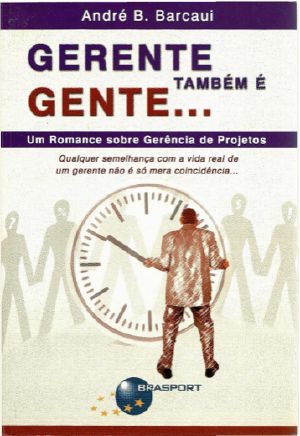 André B. Barcaui
GERENTE
TAMBÉM É
GENTE...
Um Romance sobre Gerência de Projetos
Qualquer semelhança com a vida real de
um gerente não é só mera coincidência...
BRASPORT